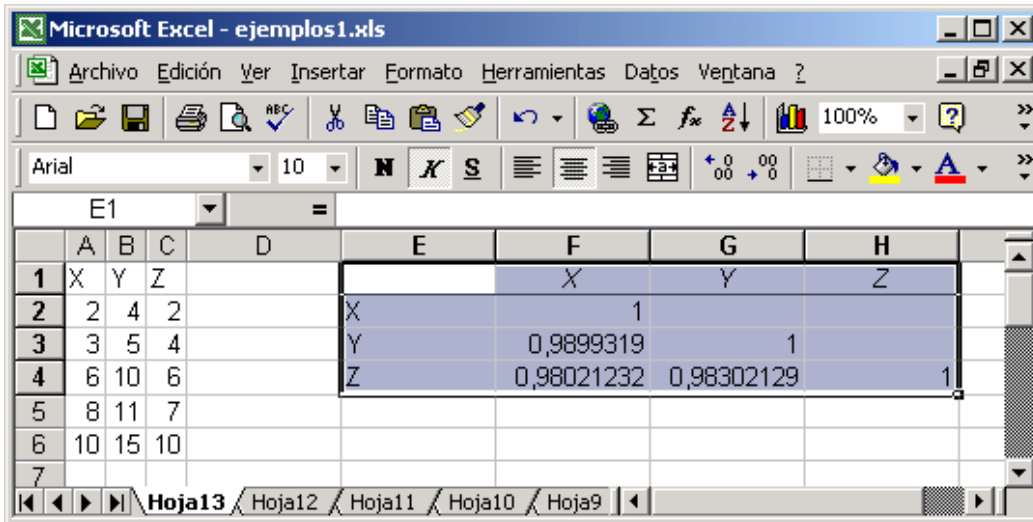 Microsoft Excel - ejemplos1.xls
Archivo Edición Ver Insertar Formato Herramientas Datos Ventana ?
ABC Σ fx A Z 100% ?
Arial 10 N K S A
E1 =
A B C D E F G H
1 X Y Z X Y Z
2 2 4 2 X 1
3 3 5 4 Y 0,9899319 1
4 6 10 6 Z 0,98021232 0,98302129 1
5 8 11 7
6 10 15 10
7
Hoja13 Hoja12 Hoja11 Hoja10 Hoja9